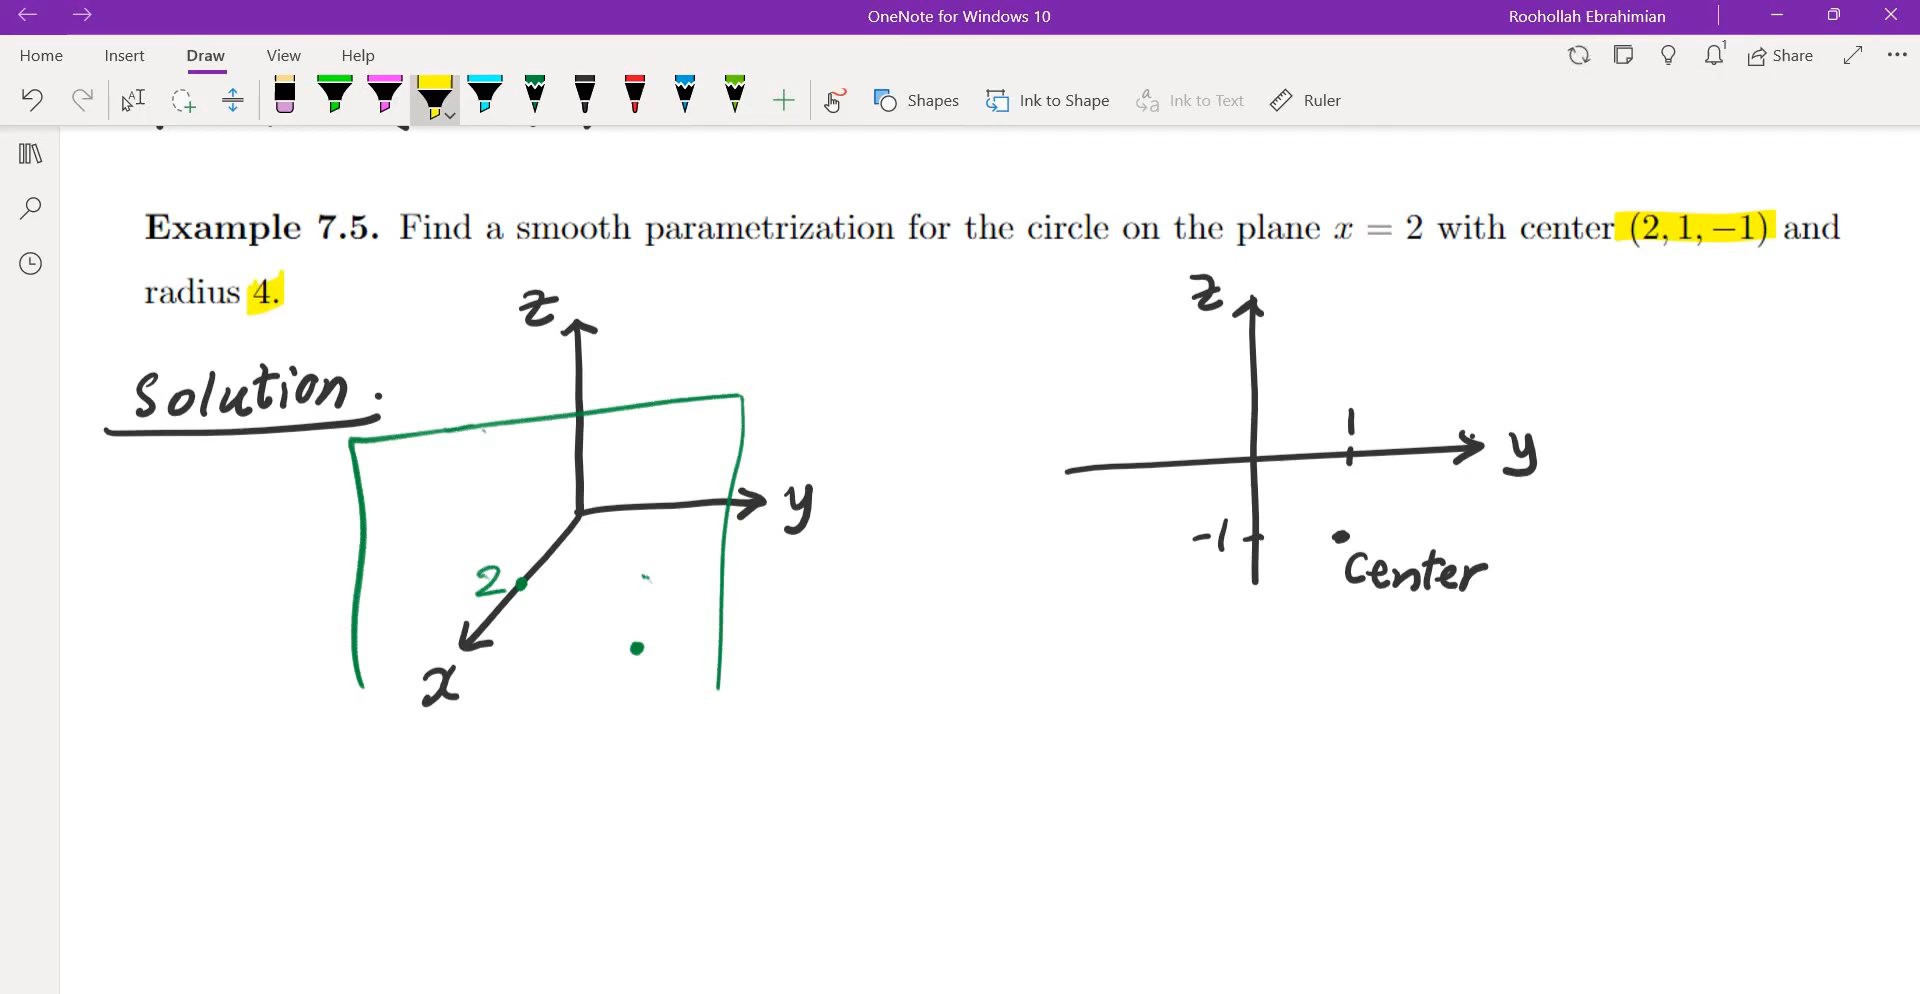 OneNote for Windows 10
Roohollah Ebrahimian
Home Insert Draw View Help
1
Share
AI
Shapes
Ink to Shape
a
a
Ink to Text
Ruler
Example 7.5. Find a smooth parametrization for the circle on the plane x = 2 with center (2, 1, −1) and
radius 4.
Solution.
z
y
2
x
z
1
y
-1
center